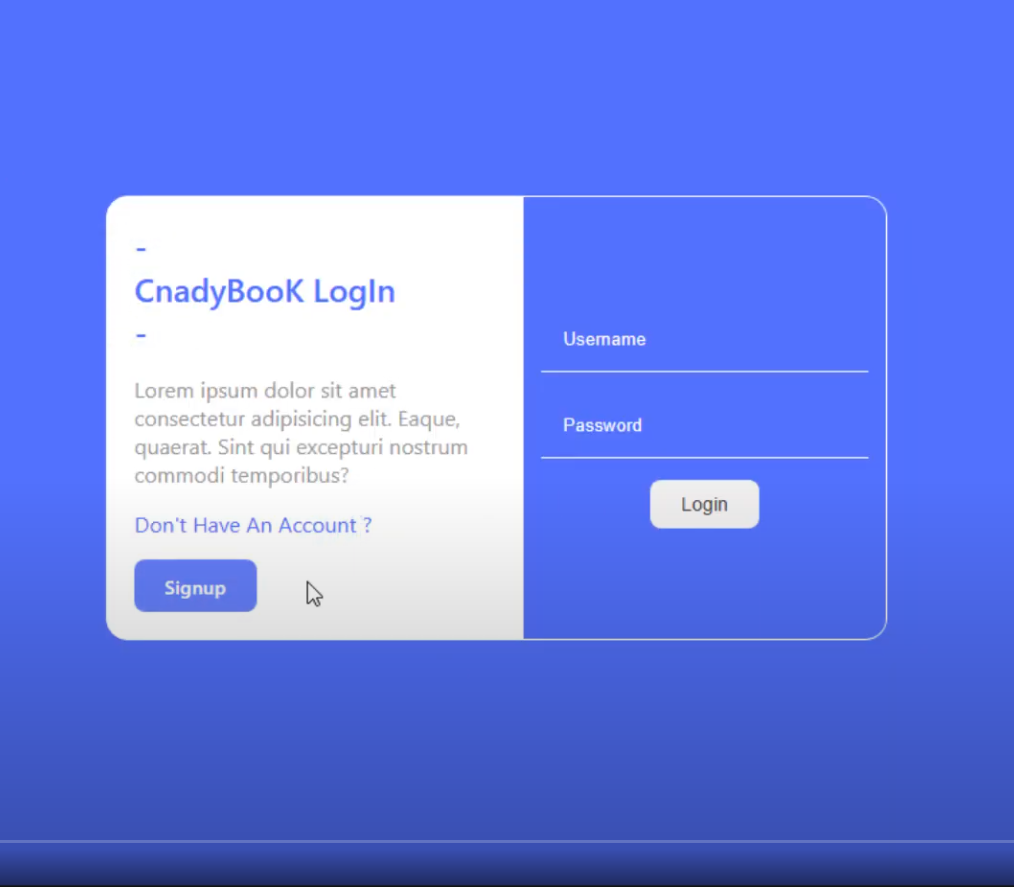 -
CnadyBooK LogIn
-
Lorem ipsum dolor sit amet
consectetur adipisicing elit. Eaque,
quaerat. Sint qui excepturi nostrum
commodi temporibus?
Don't Have An Account ?
Signup
Username
Password
Login